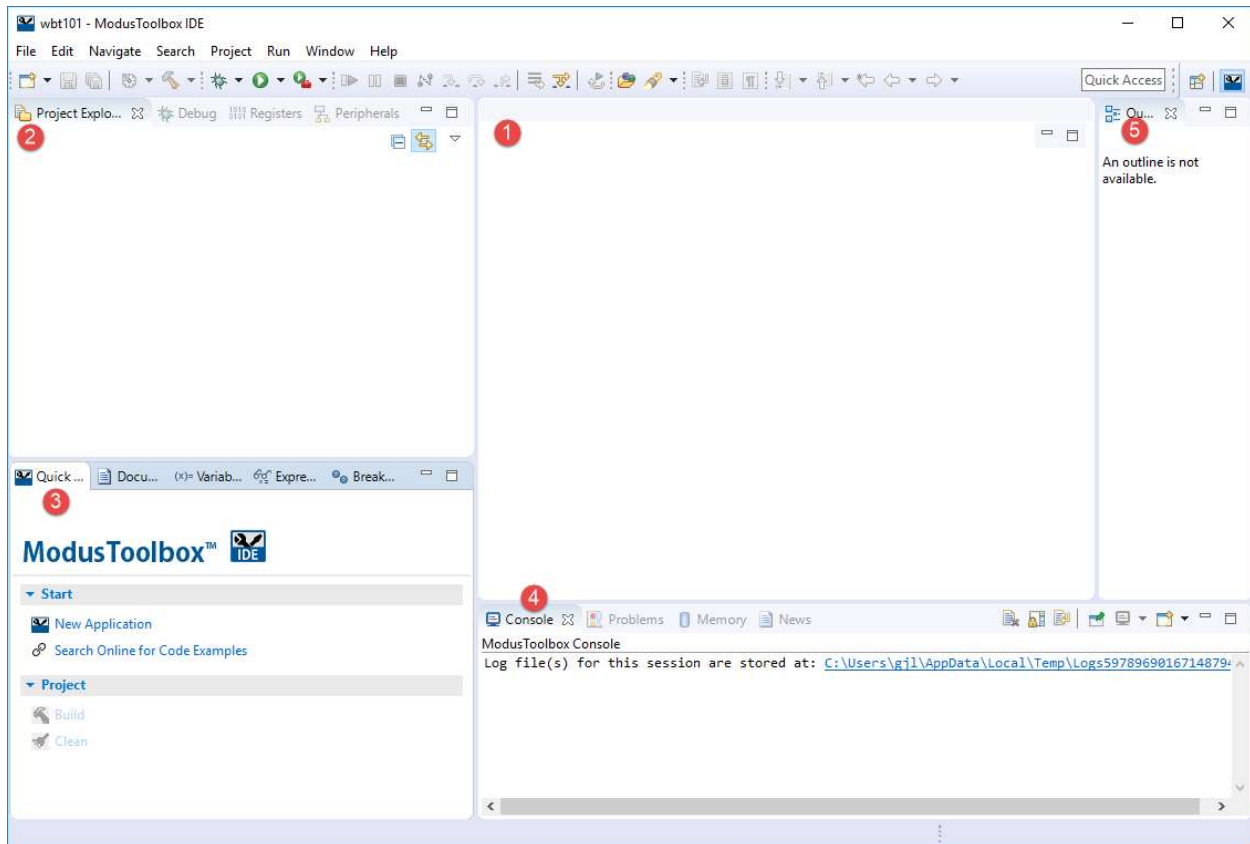 wbt101 - ModusToolbox IDE
File Edit Navigate Search Project Run Window Help
Quick Access
Project Explo... Debug Registers Peripherals
2
1
Ou...
5
An outline is not
available.
Quick ... Docu... (x)= Variab... Expre... Break...
3
ModusToolbox™ IDE
Start
New Application
Search Online for Code Examples
Project
Build
Clean
4
Console Problems Memory News
ModusToolbox Console
Log file(s) for this session are stored at: C:\Users\gjl\AppData\Local\Temp\Logs5978969016714879